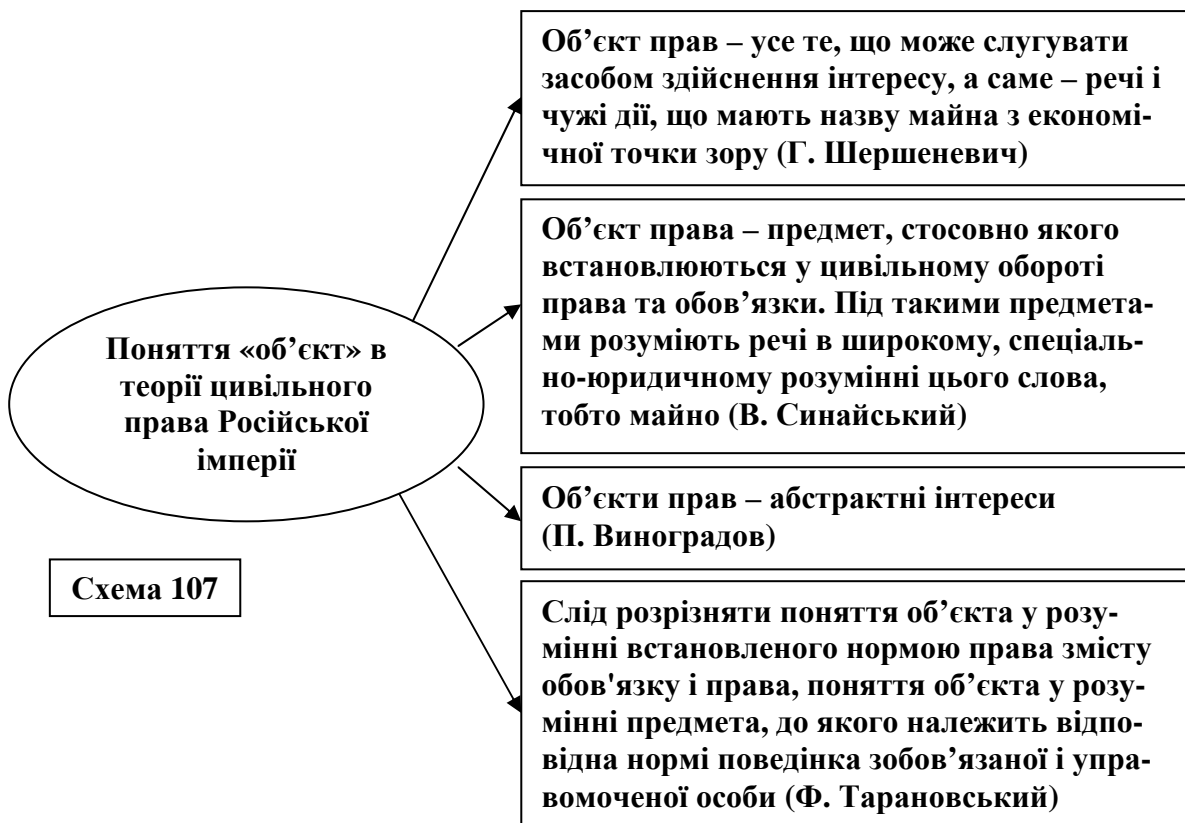 Об’єкт прав – усе те, що може слугувати
засобом здійснення інтересу, а саме – речі і
чужі дії, що мають назву майна з економі-
чної точки зору (Г. Шершеневич)
Об’єкт права – предмет, стосовно якого
встановлюються у цивільному обороті
права та обов’язки. Під такими предмета-
ми розуміють речі в широкому, спеціаль-
но-юридичному розумінні цього слова,
тобто майно (В. Синайський)
Поняття «об’єкт» в
теорії цивільного
права Російської
імперії
Об’єкти прав – абстрактні інтереси
(П. Виноградов)
Схема 107
Слід розрізняти поняття об’єкта у розу-
мінні встановленого нормою права змісту
обов'язку і права, поняття об’єкта у розу-
мінні предмета, до якого належить відпо-
відна нормі поведінка зобов’язаної і упра-
вомоченої особи (Ф. Тарановський)